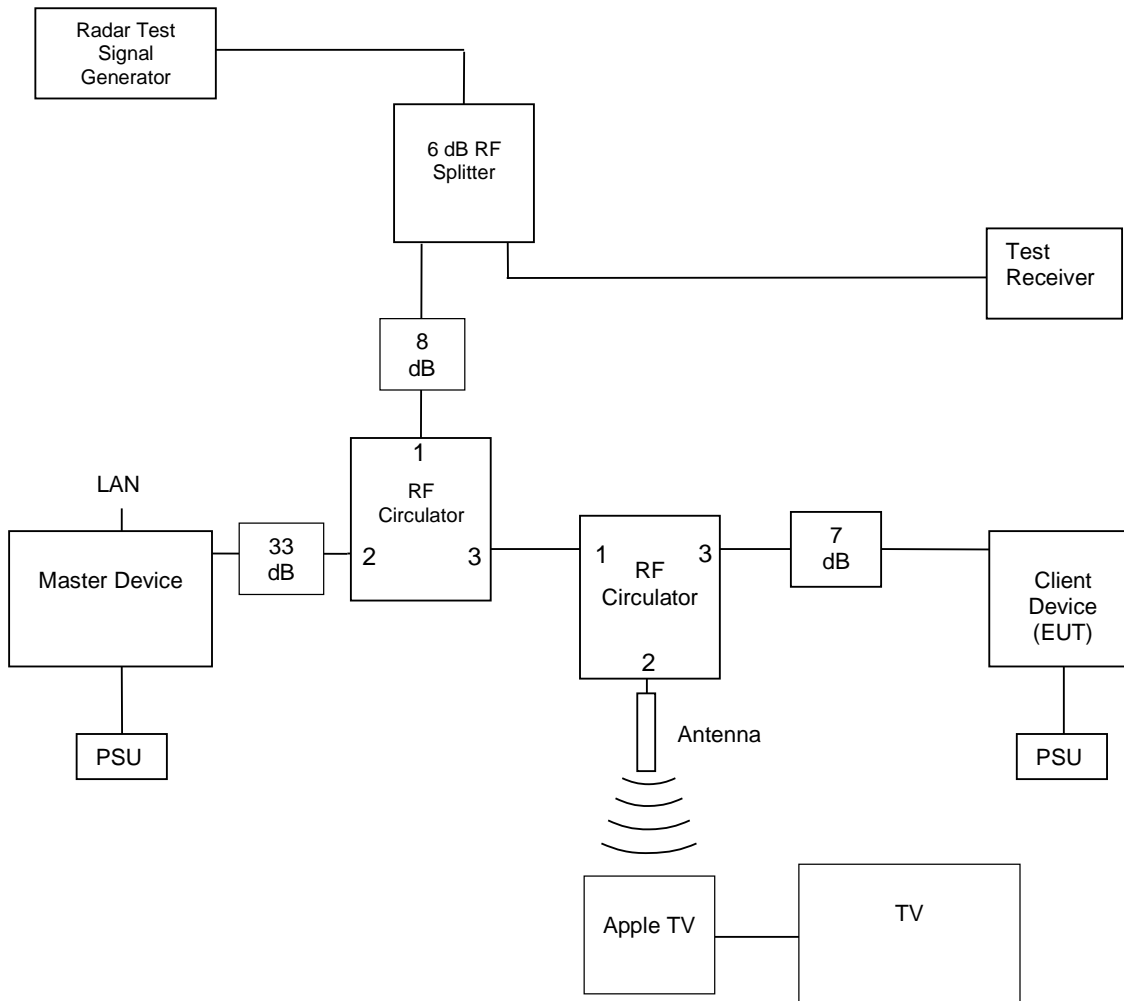 Radar Test
Signal
Generator
6 dB RF
Splitter
Test
Receiver
8
dB
1
RF
Circulator
2
3
LAN
33
dB
Master Device
PSU
1
3
RF
Circulator
2
7
dB
Client
Device
(EUT)
PSU
Antenna
Apple TV
TV